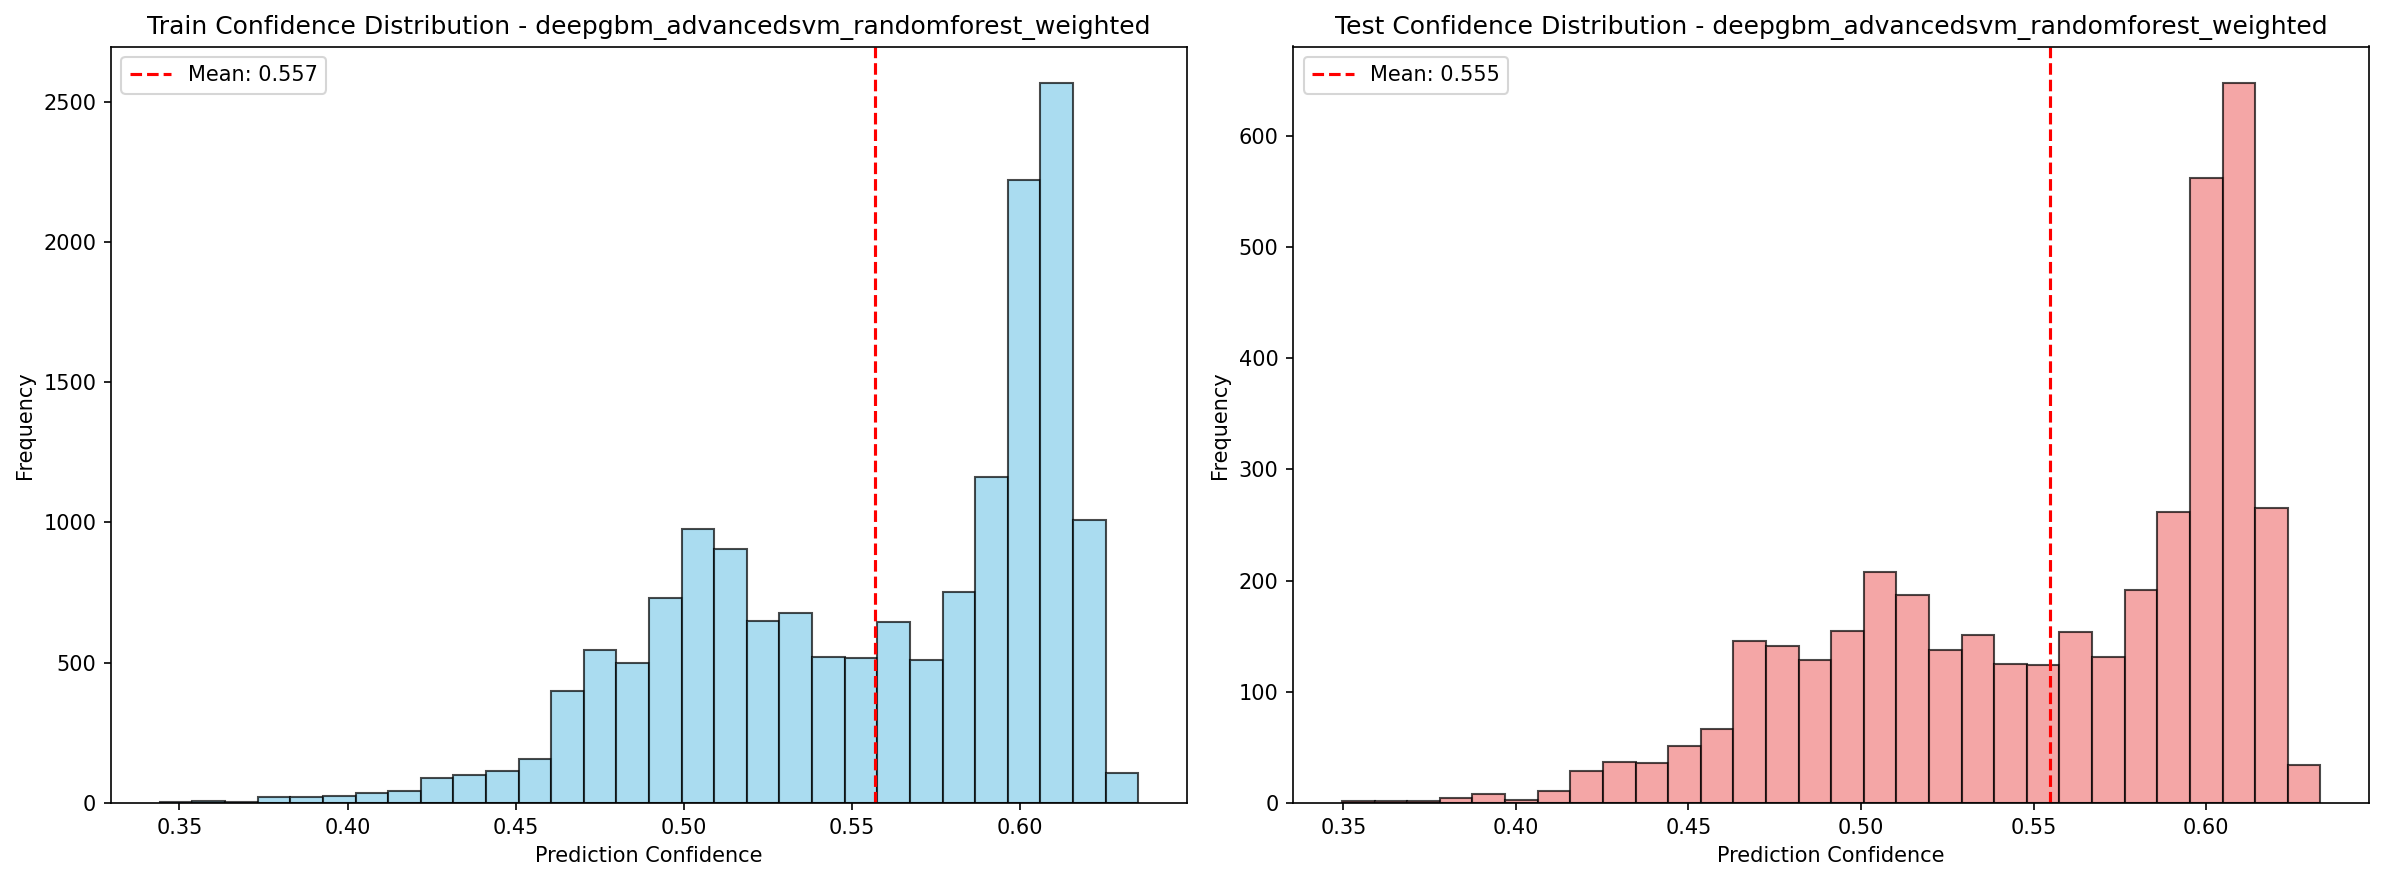 Train Confidence Distribution - deepgbm_advancedsvm_randomforest_weighted
Mean: 0.557
Frequency
2500
2000
1500
1000
500
0
0.35 0.40 0.45 0.50 0.55 0.60
Prediction Confidence
Test Confidence Distribution - deepgbm_advancedsvm_randomforest_weighted
Mean: 0.555
Frequency
600
500
400
300
200
100
0
0.35 0.40 0.45 0.50 0.55 0.60
Prediction Confidence